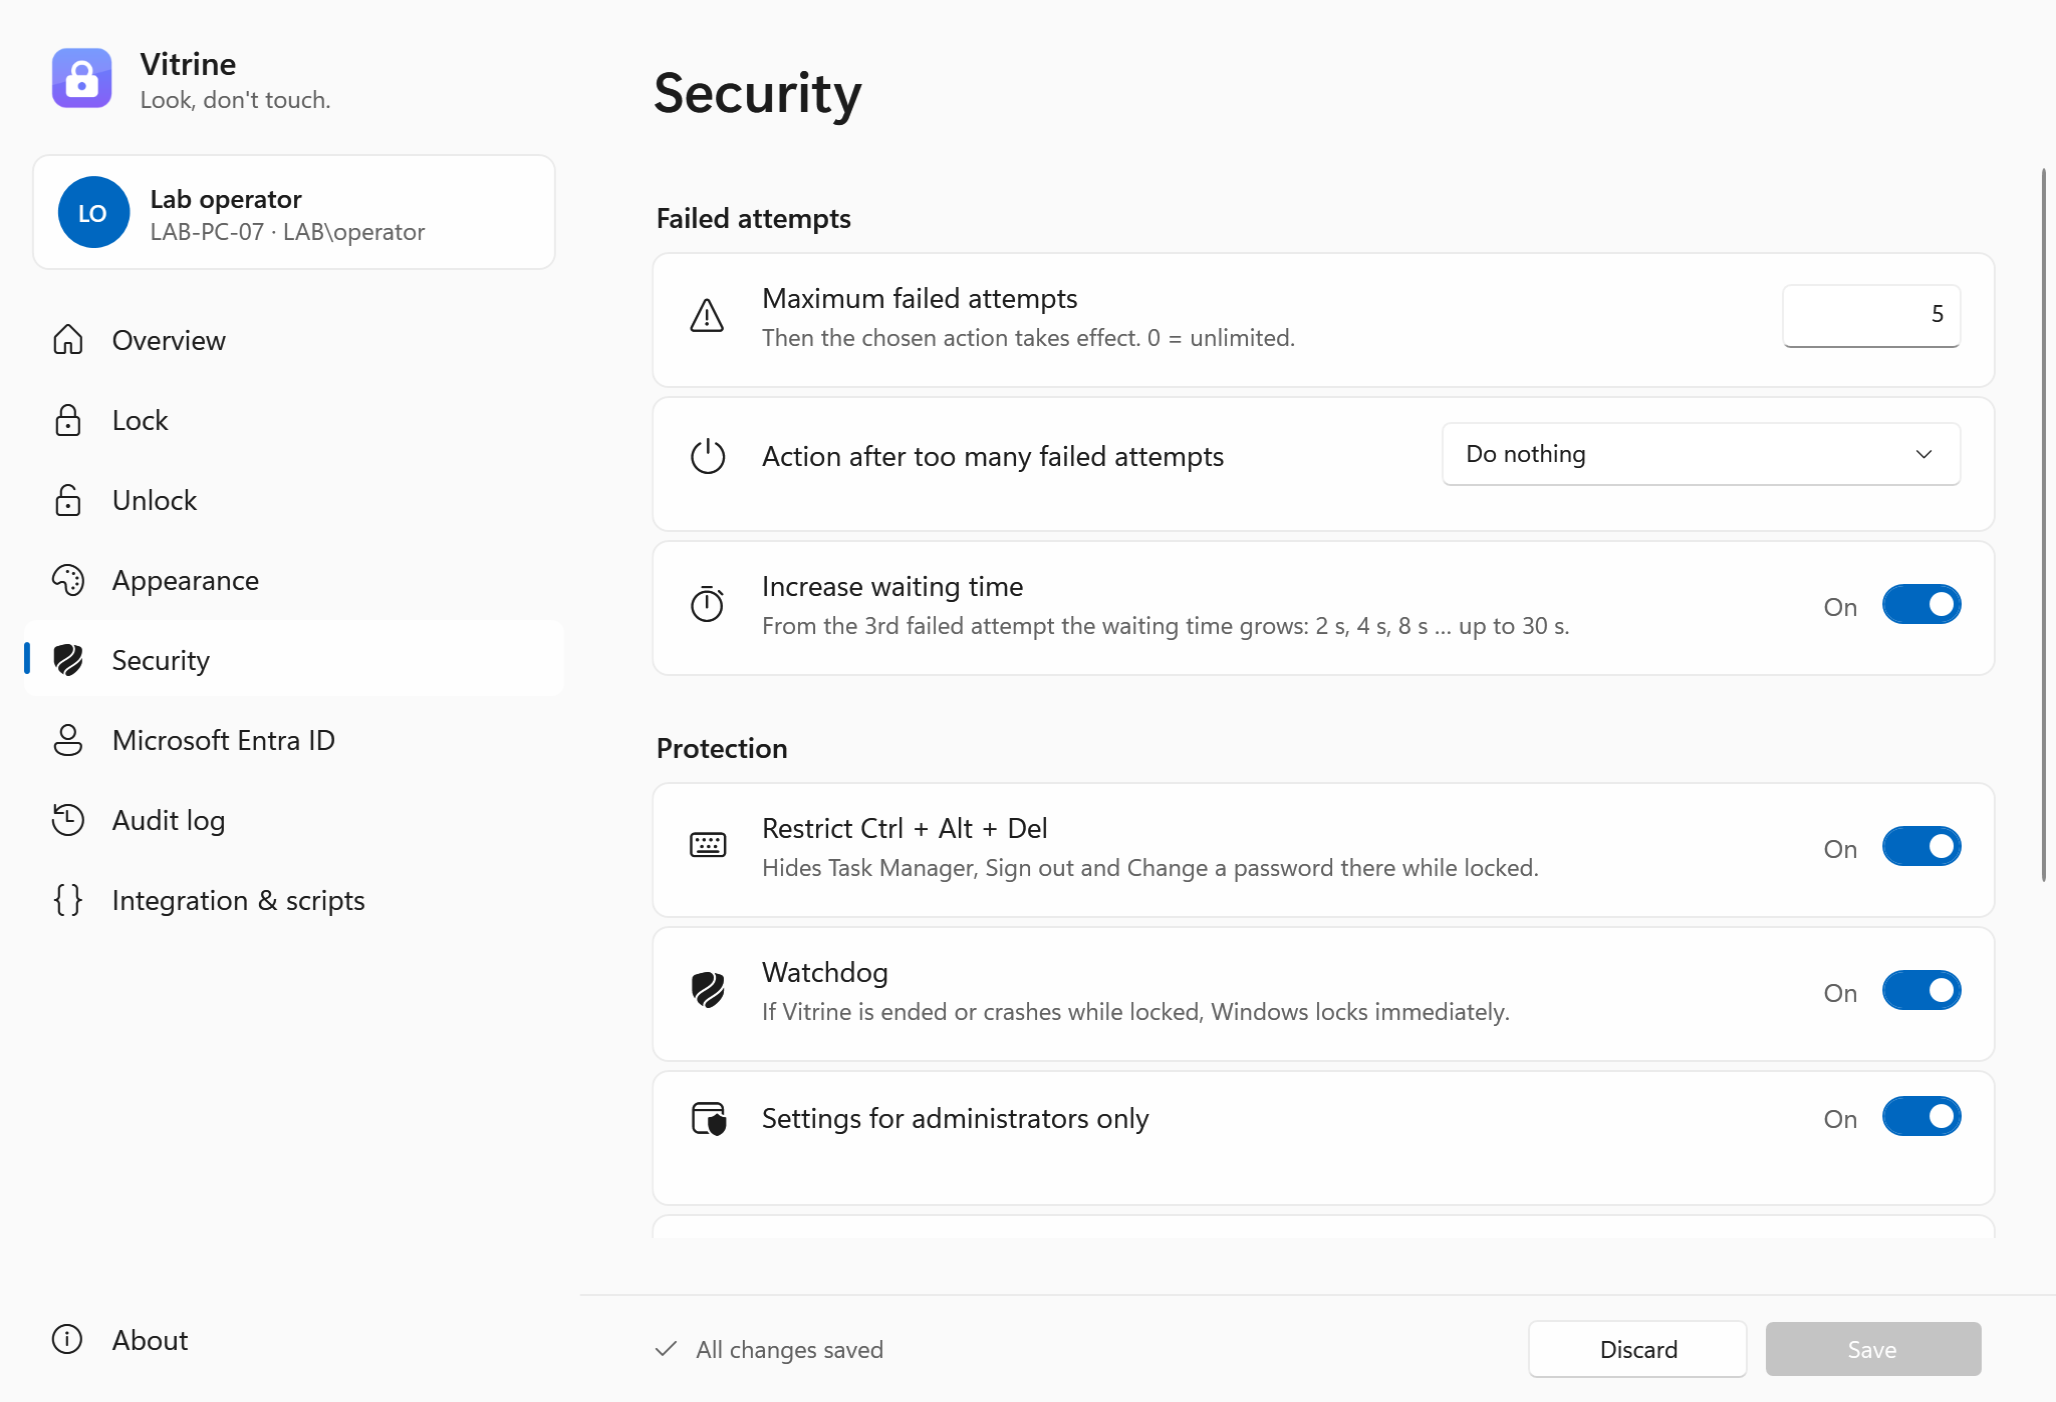 Vitrine
Look, don't touch.
LO
Lab operator
LAB-PC-07 · LAB\operator
Overview
Lock
Unlock
Appearance
Security
Microsoft Entra ID
Audit log
Integration & scripts
About
Security
Failed attempts
Maximum failed attempts
Then the chosen action takes effect. 0 = unlimited.
5
Action after too many failed attempts
Do nothing
Increase waiting time
From the 3rd failed attempt the waiting time grows: 2 s, 4 s, 8 s ... up to 30 s.
On
Protection
Restrict Ctrl + Alt + Del
Hides Task Manager, Sign out and Change a password there while locked.
On
Watchdog
If Vitrine is ended or crashes while locked, Windows locks immediately.
On
Settings for administrators only
On
All changes saved
Discard
Save